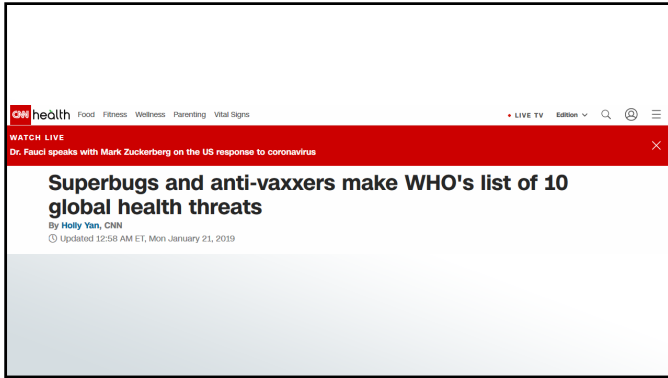 CNN health Food Fitness Wellness Parenting Vital Signs • LIVE TV Edition
WATCH LIVE
Dr. Fauci speaks with Mark Zuckerberg on the US response to coronavirus
Superbugs and anti-vaxxers make WHO's list of 10
global health threats
By Holly Yan, CNN
Updated 12:58 AM ET, Mon January 21, 2019